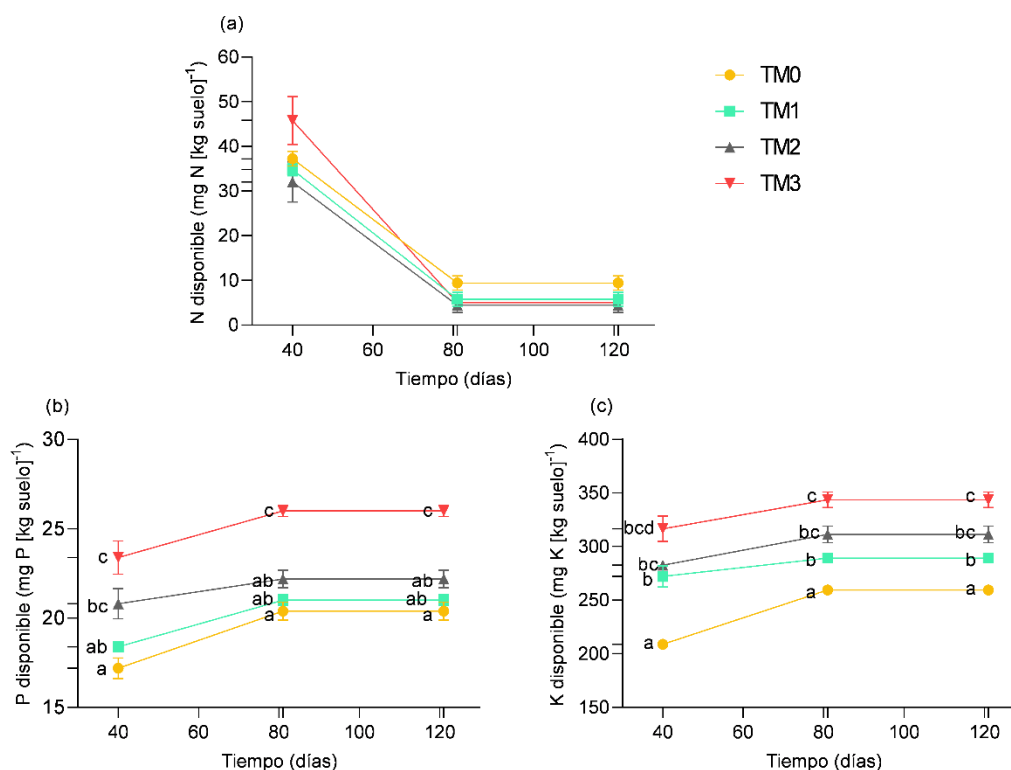 (a)
N disponible (mg N [kg suelo]⁻¹)
60
50
40
30
20
10
0
40
60
80
100
120
Tiempo (días)
TM0
TM1
TM2
TM3
(b)
P disponible (mg P [kg suelo]⁻¹)
30
25
20
15
c
c
c
bc
ab
ab
ab
ab
ab
a
a
a
40
60
80
100
120
Tiempo (días)
(c)
K disponible (mg K [kg suelo]⁻¹)
400
350
300
250
200
150
bcd
c
c
bc
bc
bc
b
b
b
a
a
a
40
60
80
100
120
Tiempo (días)